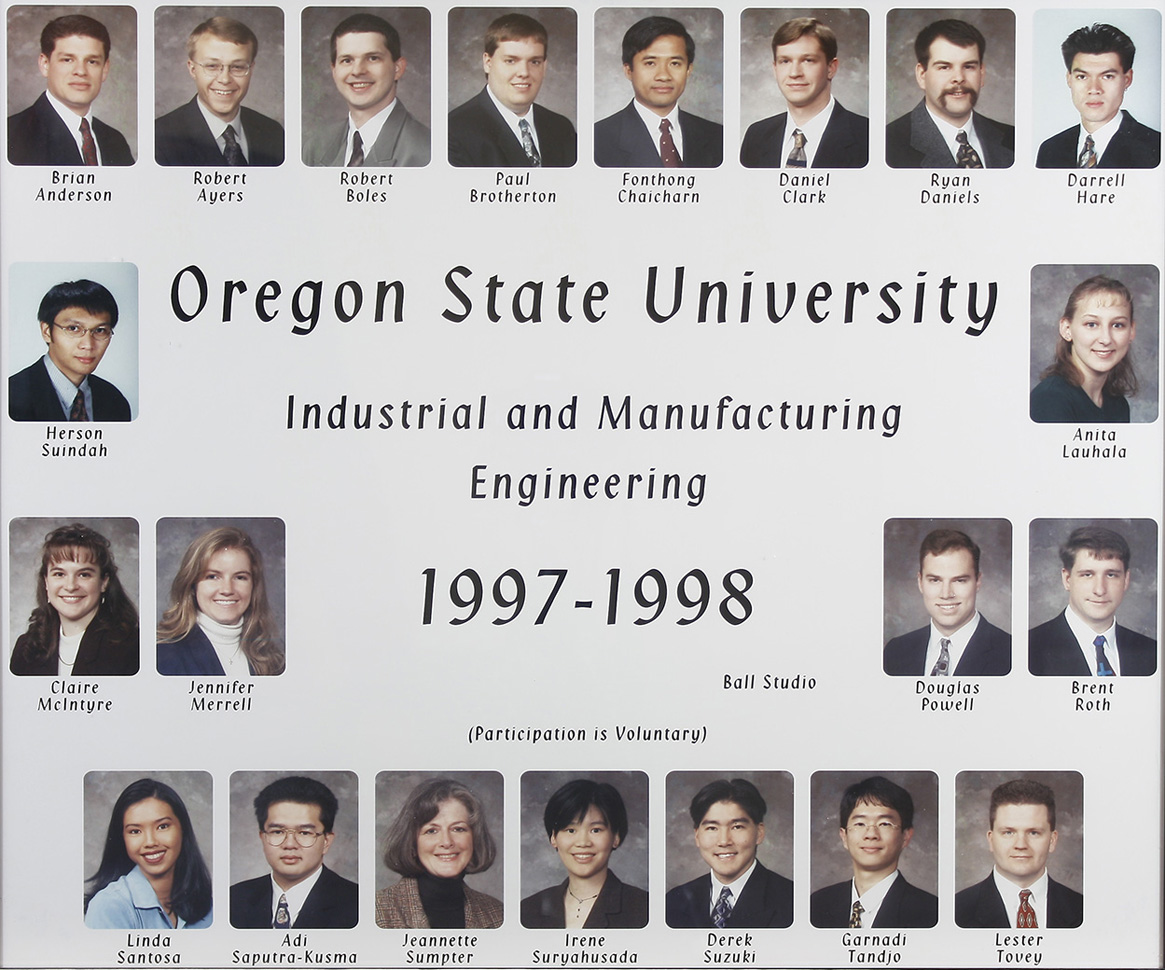 Brian
Anderson
Robert
Ayers
Robert
Boles
Paul
Brotherton
Fonthong
Chaicharn
Daniel
Clark
Ryan
Daniels
Darrell
Hare
Oregon State University
Herson
Suindah
Anita
Lauhala
Industrial and Manufacturing
Engineering
1997-1998
Claire
McIntyre
Jennifer
Merrell
Ball Studio
Douglas
Powell
Brent
Roth
(Participation is Voluntary)
Linda
Santosa
Adi
Saputra-Kusma
Jeannette
Sumpter
Irene
Suryahusada
Derek
Suzuki
Garnadi
Tandjo
Lester
Tovey